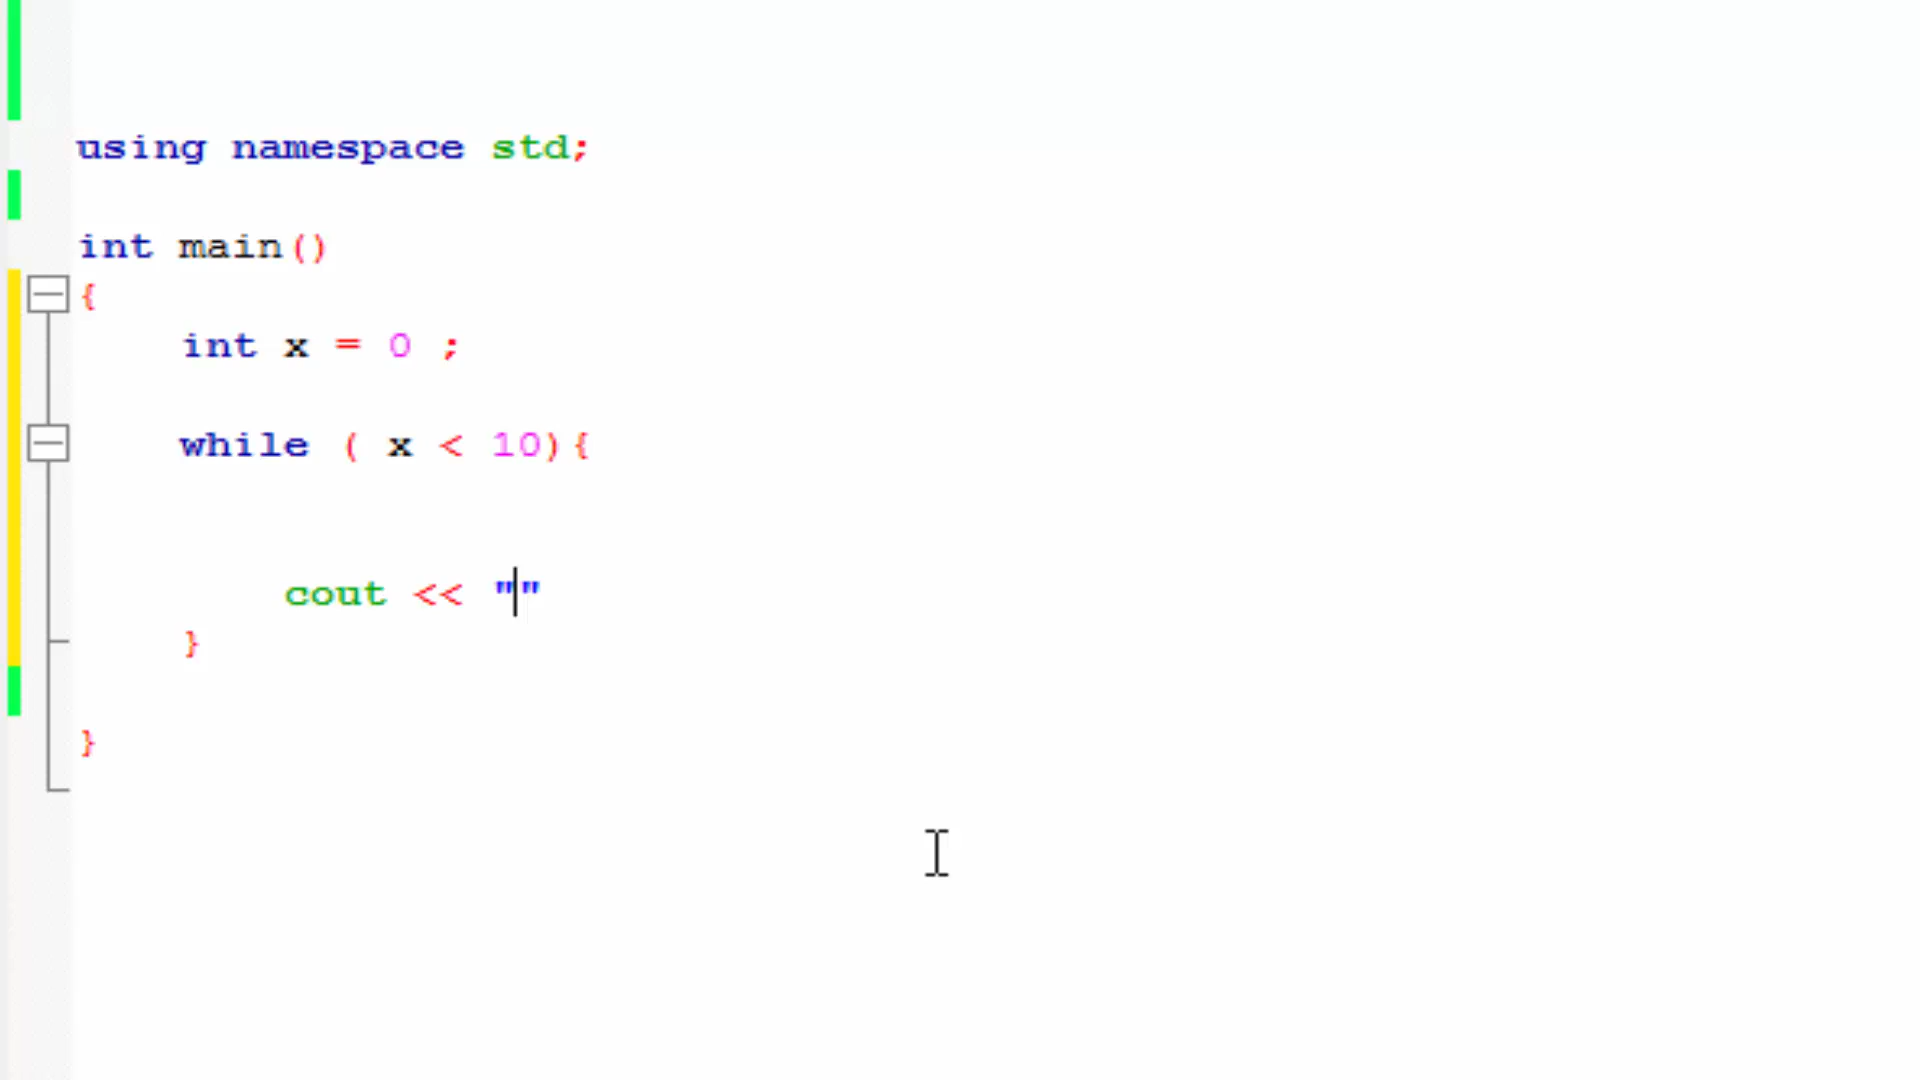 using namespace std;
int main()
{
int x = 0 ;
while ( x < 10){
cout << ""
}
}